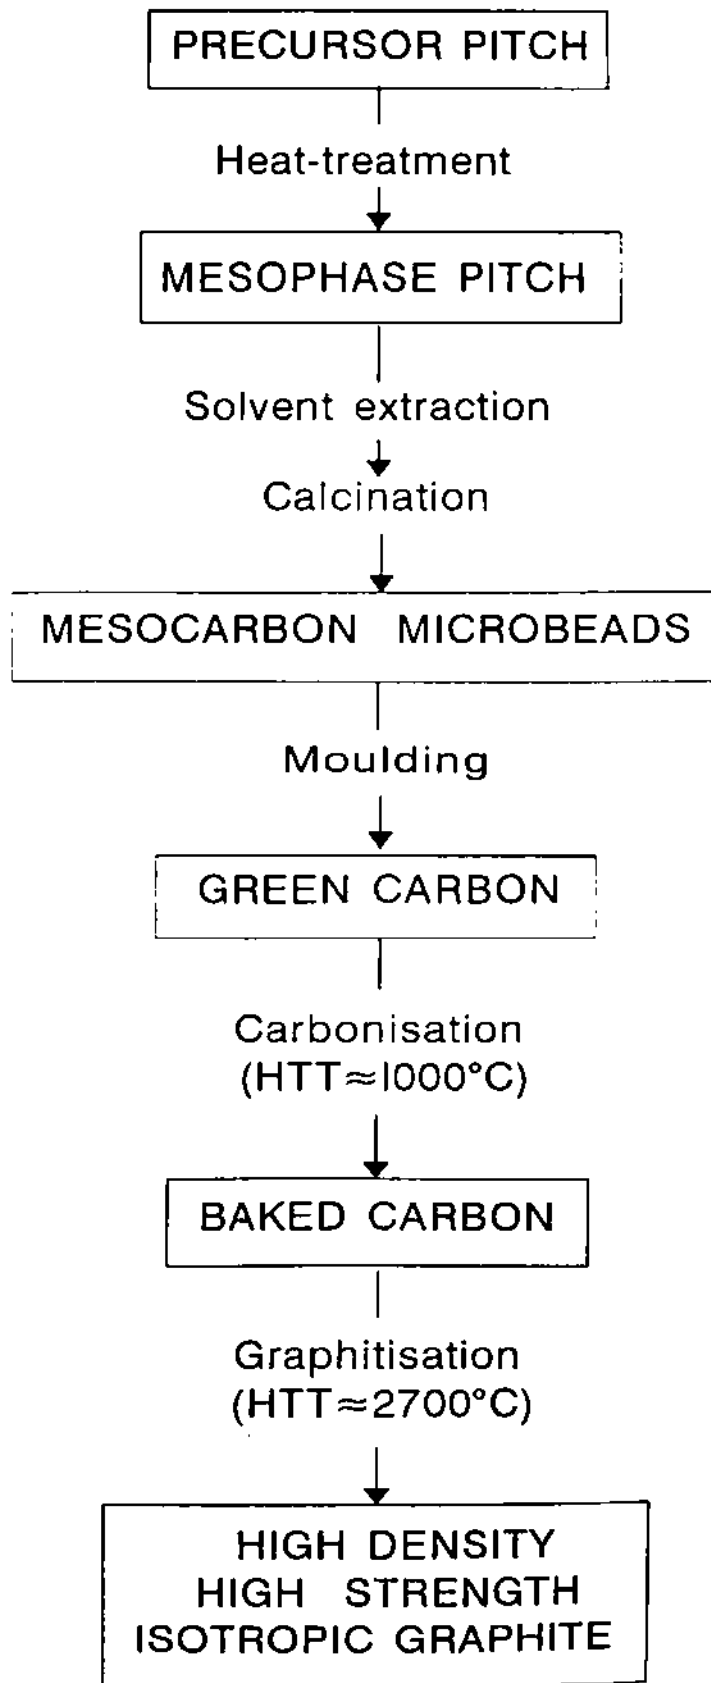 PRECURSOR PITCH
Heat-treatment
MESOPHASE PITCH
Solvent extraction
Calcination
MESOCARBON MICROBEADS
Moulding
GREEN CARBON
Carbonisation
(HTT≈1000°C)
BAKED CARBON
Graphitisation
(HTT≈2700°C)
HIGH DENSITY
HIGH STRENGTH
ISOTROPIC GRAPHITE